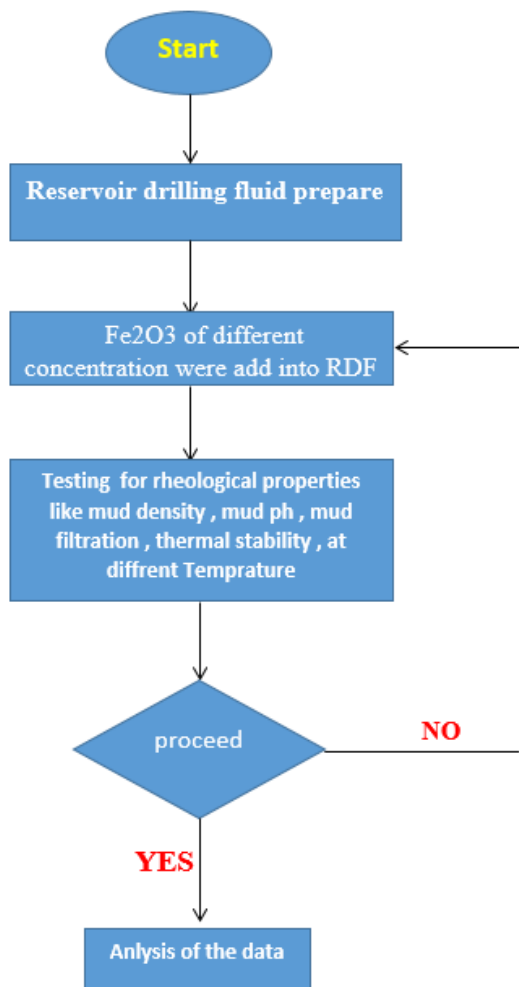 Start
Reservoir drilling fluid prepare
Fe2O3 of different
concentration were add into RDF
Testing for rheological properties
like mud density , mud ph , mud
filtration , thermal stability , at
diffrent Temprature
proceed
NO
YES
Anlysis of the data